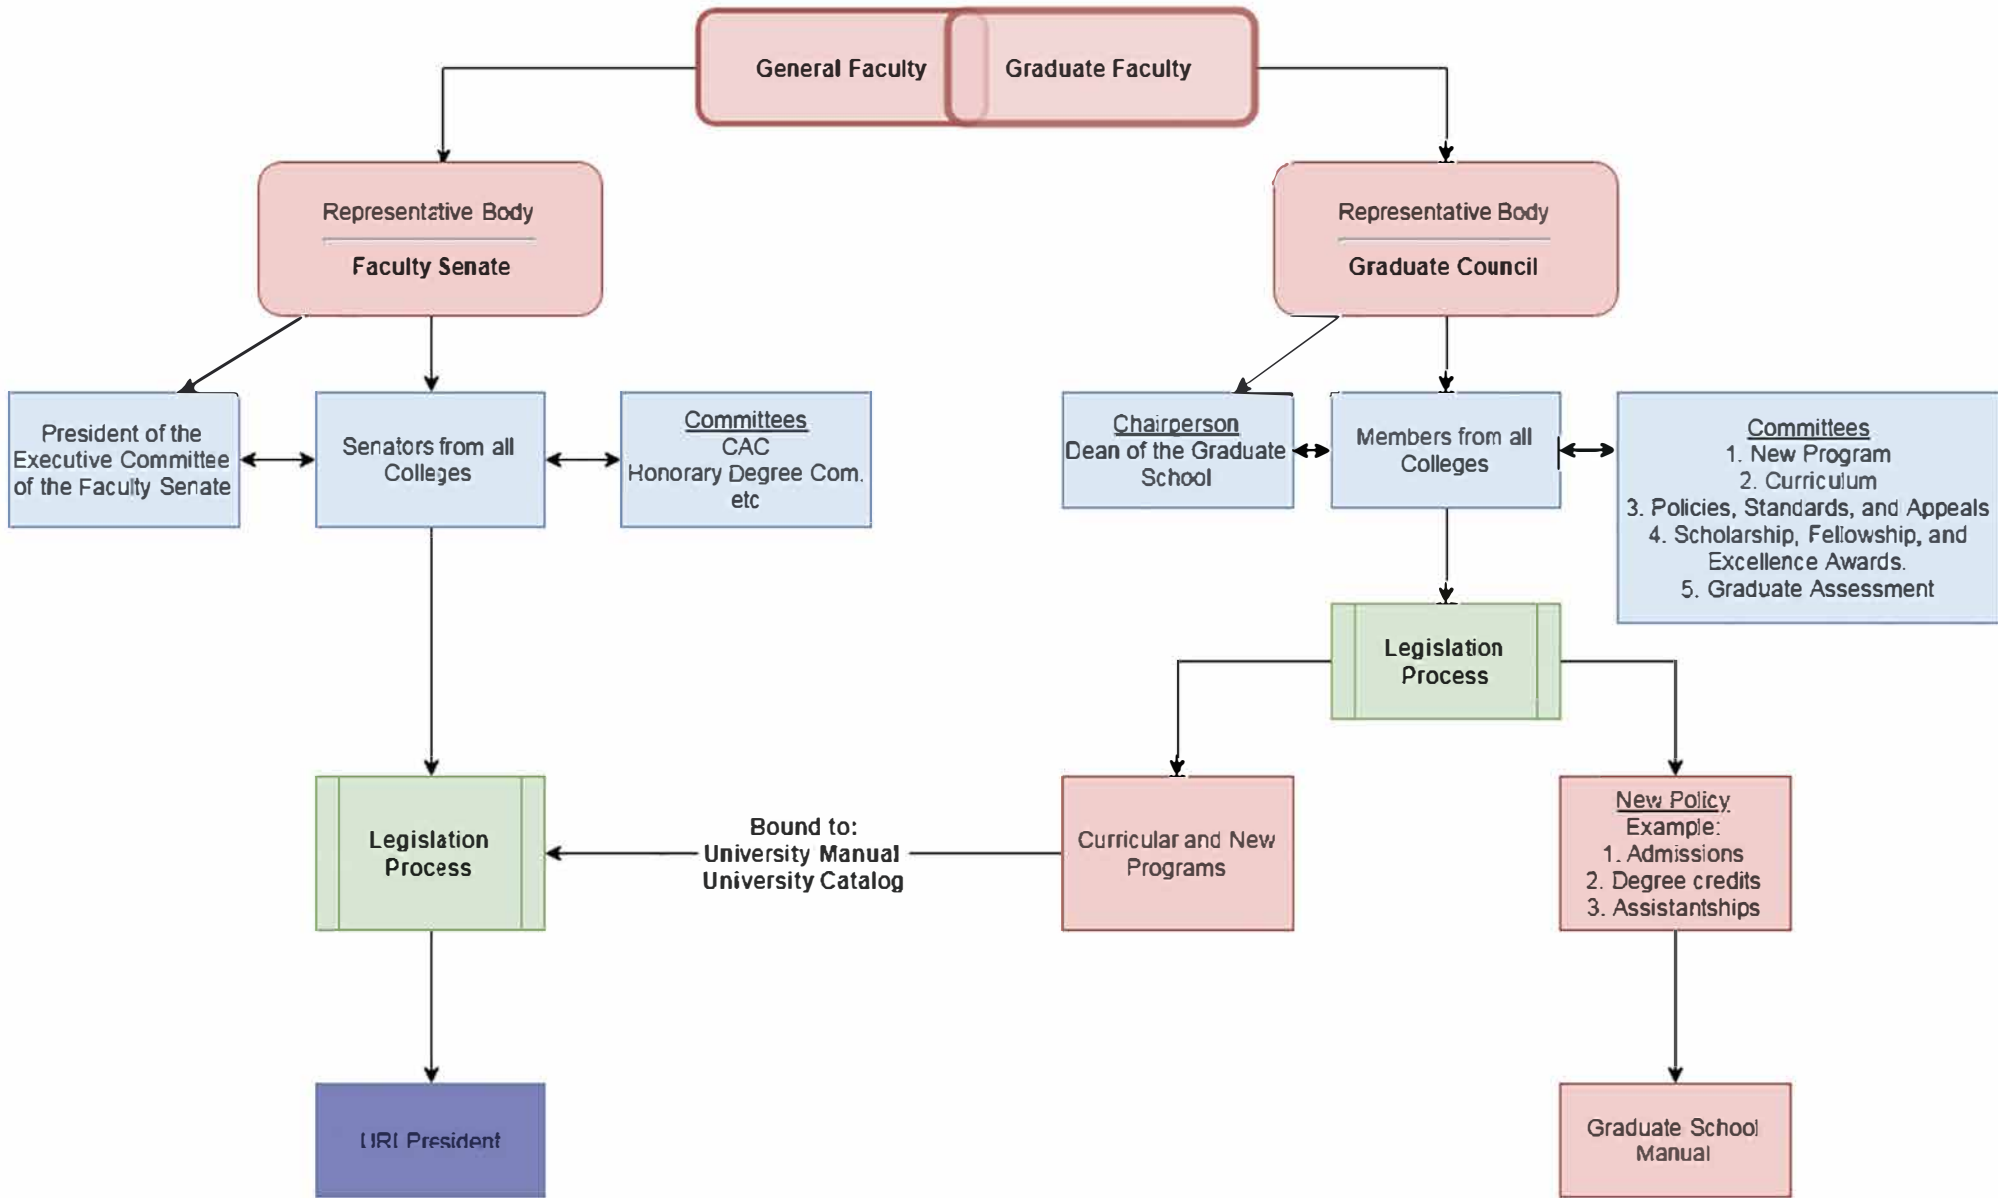 General Faculty
Graduate Faculty
Representative Body
Faculty Senate
Representative Body
Graduate Council
President of the
Executive Committee
of the Faculty Senate
Senators from all
Colleges
Committees
CAC
Honorary Degree Com.
etc
Chairperson
Dean of the Graduate
School
Members from all
Colleges
Committees
1. New Program
2. Curriculum
3. Policies, Standards, and Appeals
4. Scholarship, Fellowship, and
Excellence Awards.
5. Graduate Assessment
Legislation
Process
Legislation
Process
Bound to:
University Manual
University Catalog
Curricular and New
Programs
New Policy
Example:
1. Admissions
2. Degree credits
3. Assistantships
URI President
Graduate School
Manual